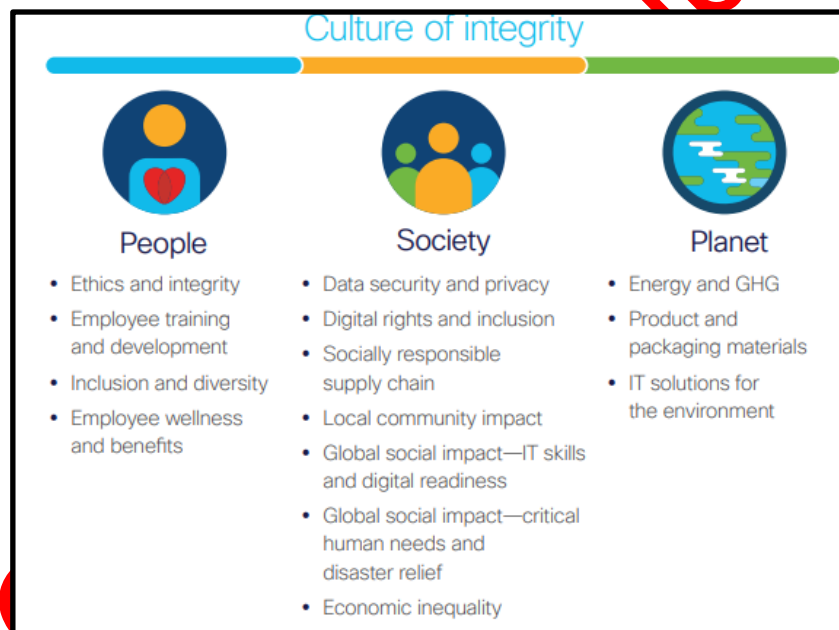 Culture of integrity
People
• Ethics and integrity
• Employee training
and development
• Inclusion and diversity
• Employee wellness
and benefits
Society
• Data security and privacy
• Digital rights and inclusion
• Socially responsible
supply chain
• Local community impact
• Global social impact—IT skills
and digital readiness
• Global social impact—critical
human needs and
disaster relief
• Economic inequality
Planet
• Energy and GHG
• Product and
packaging materials
• IT solutions for
the environment